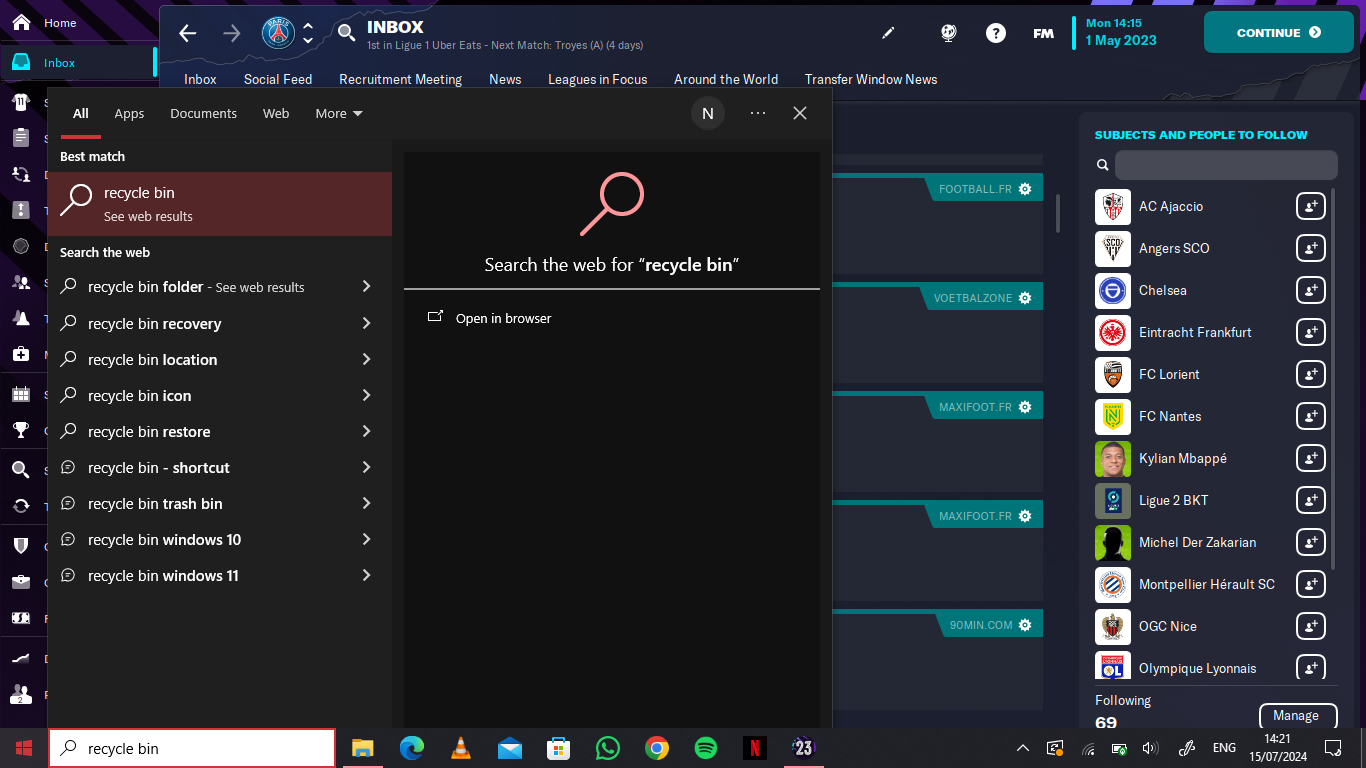 Home
INBOX
1st in Ligue 1 Uber Eats - Next Match: Troyes (A) (4 days)
FM
Mon 14:15
1 May 2023
CONTINUE
Inbox
Inbox
Social Feed
Recruitment Meeting
News
Leagues in Focus
Around the World
Transfer Window News
All
Apps
Documents
Web
More
N
Best match
recycle bin
See web results
Search the web
recycle bin folder - See web results
recycle bin recovery
recycle bin location
recycle bin icon
recycle bin restore
recycle bin - shortcut
recycle bin trash bin
recycle bin windows 10
recycle bin windows 11
Search the web for “recycle bin”
Open in browser
FOOTBALL.FR
VOETBALZONE
MAXIFOOT.FR
MAXIFOOT.FR
90MIN.COM
SUBJECTS AND PEOPLE TO FOLLOW
AC Ajaccio
Angers SCO
Chelsea
Eintracht Frankfurt
FC Lorient
FC Nantes
Kylian Mbappé
Ligue 2 BKT
Michel Der Zakarian
Montpellier Hérault SC
OGC Nice
Olympique Lyonnais
Following
69
Manage
recycle bin
23
ENG
14:21
15/07/2024